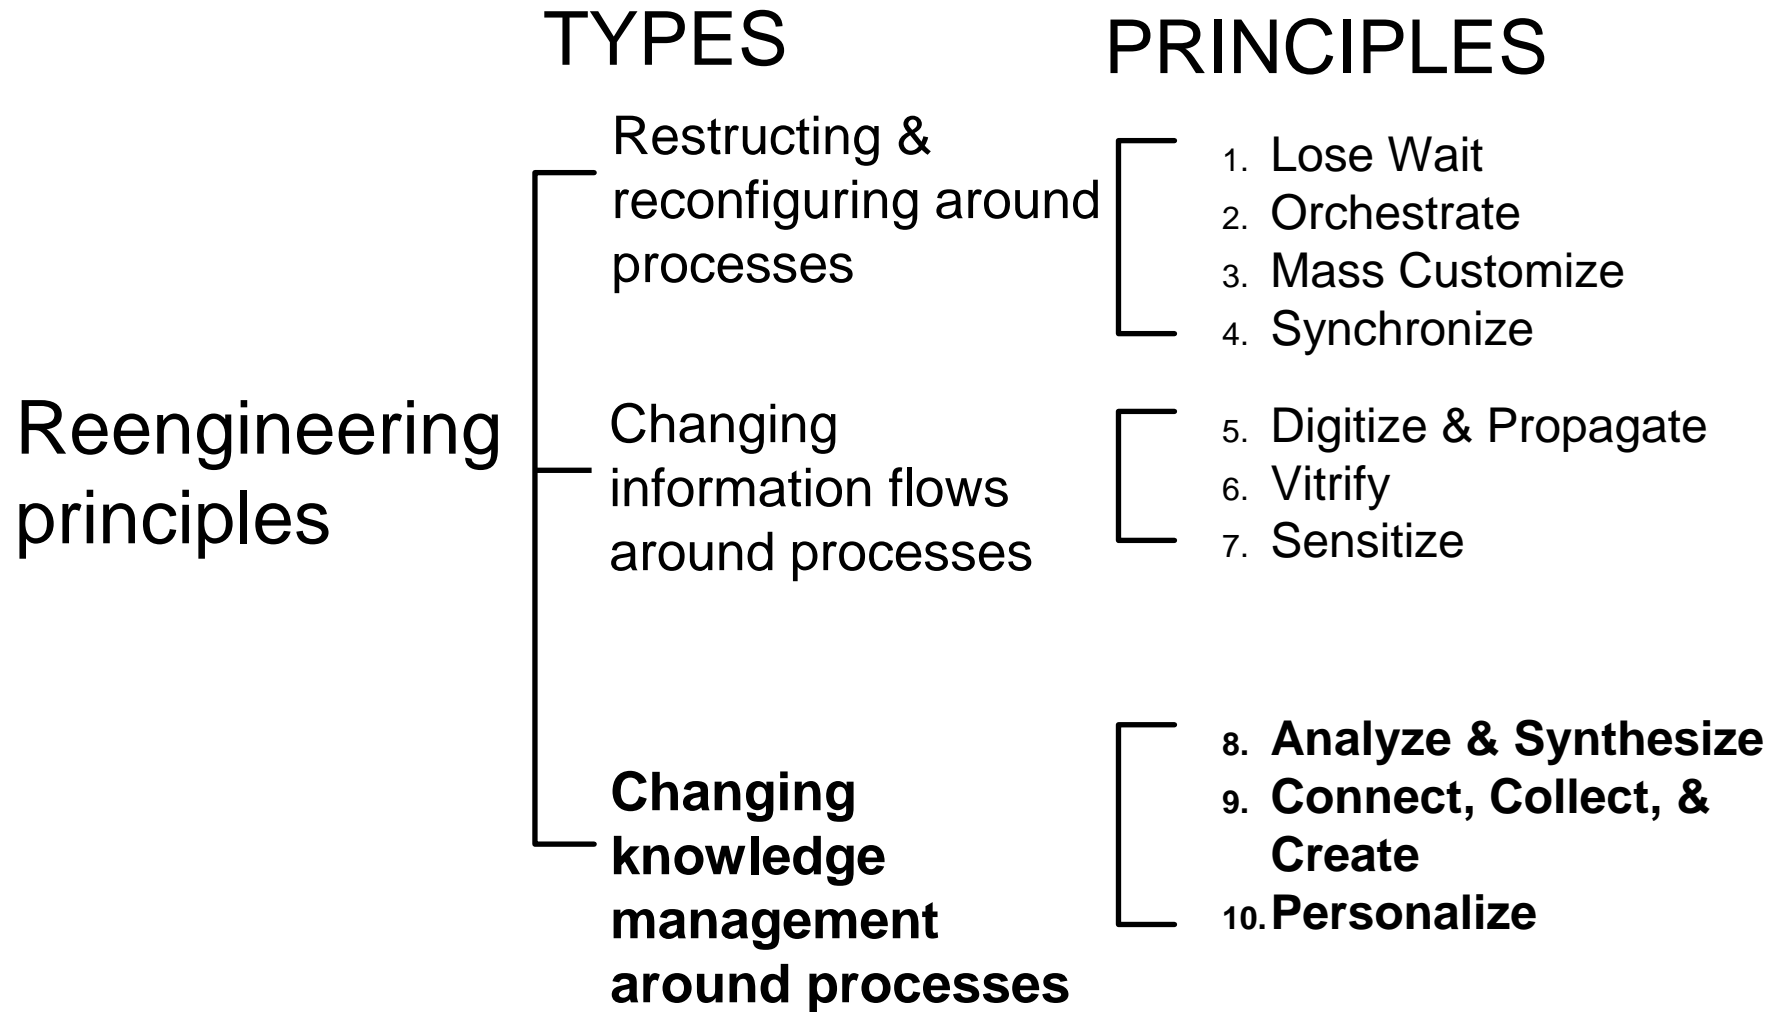 TYPES
PRINCIPLES
Restructing &
reconfiguring around
processes
1. Lose Wait
2. Orchestrate
3. Mass Customize
4. Synchronize
Reengineering
principles
Changing
information flows
around processes
5. Digitize & Propagate
6. Vitrify
7. Sensitize
Changing
knowledge
management
around processes
8. Analyze & Synthesize
9. Connect, Collect, &
Create
10. Personalize